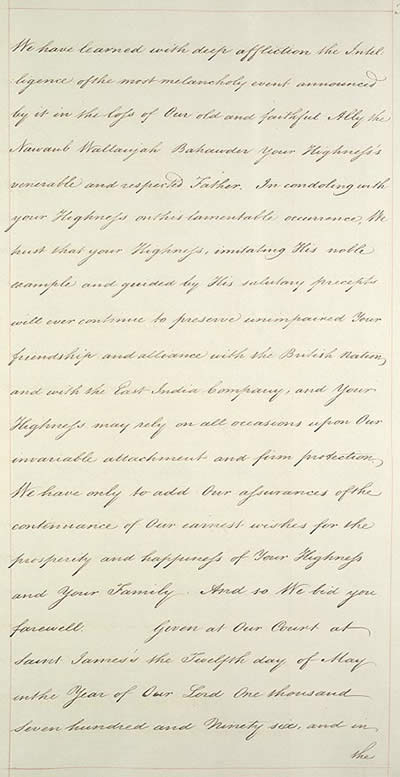 We have learned with deep affliction the Intel
ligence of the most melancholy event announced
by it in the loſs of Our old and faithful Ally the
Nawaub Wallaujah Bahawder Your Highneſs's
venerable and respected Father. In condoling with
your Highneſs on this lamentable occurrence, We
trust that your Highneſs, imitating His noble
example and guided by His salutary precepts
will ever continue to preserve unimpaired Your
friendship and alliance with the British Nation,
and with the East India Company, and Your
Highneſs may rely on all occasions upon Our
invariable attachment and firm protection.
We have only to add Our aſsurances of the
continuance of Our earnest wishes for the
prosperity and happineſs of Your Highneſs
and Your Family. And so We bid you
farewell. Given at Our Court at
Saint James's the Twelfth day of May
in the Year of Our Lord One thousand
Seven hundred and Ninety six, and in
the